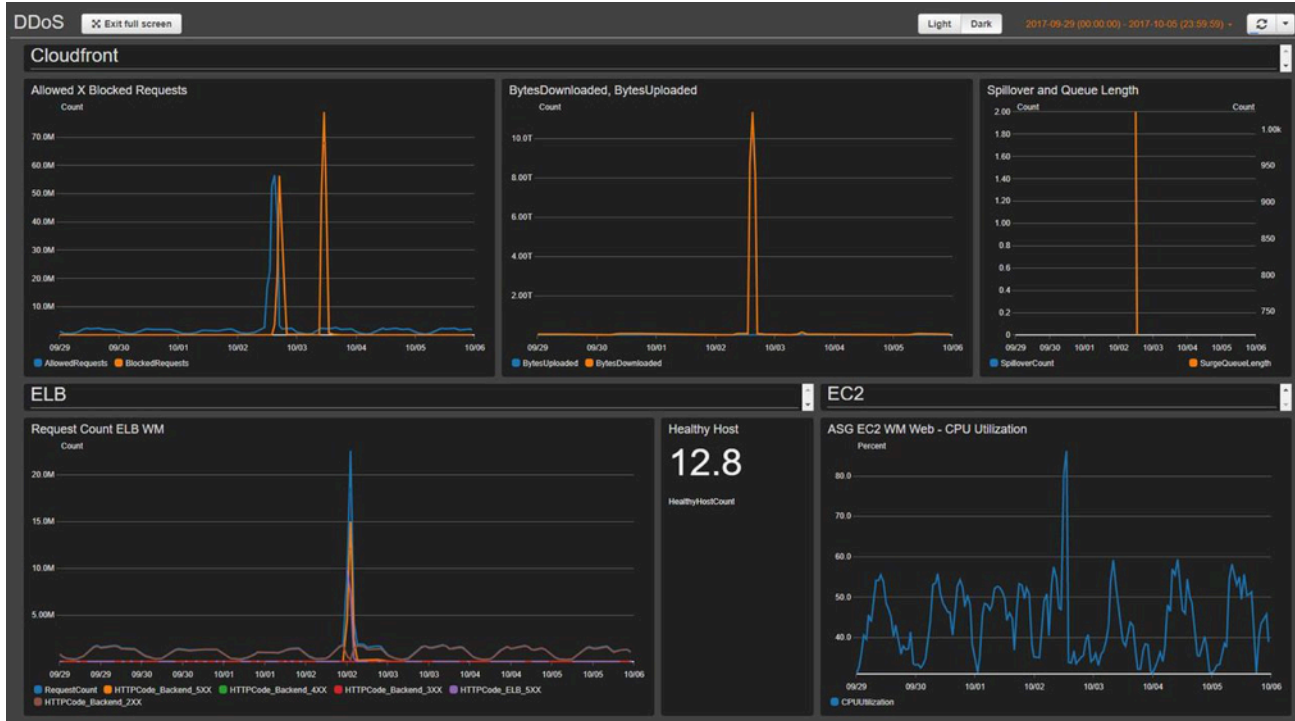 DDoS
Exit full screen
Light Dark
2017-09-29 (00:00:00) - 2017-10-05 (23:59:59)
Cloudfront
Allowed X Blocked Requests
Count
70.0M
60.0M
50.0M
40.0M
30.0M
20.0M
10.0M
09/29 09/30 10/01 10/02 10/03 10/04 10/05 10/06
AllowedRequests BlockedRequests
BytesDownloaded, BytesUploaded
Count
10.0T
8.00T
6.00T
4.00T
2.00T
09/29 09/30 10/01 10/02 10/03 10/04 10/05 10/06
BytesUploaded BytesDownloaded
Spillover and Queue Length
Count Count
2.00
1.80
1.60
1.40
1.20
1.00
0.8
0.6
0.4
0.2
0
1.00k
950
900
850
800
750
09/29 09/30 10/01 10/02 10/03 10/04 10/05 10/06
SpilloverCount SurgeQueueLength
ELB
Request Count ELB WM
Count
20.0M
15.0M
10.0M
5.00M
09/29 09/30 09/30 10/01 10/01 10/02 10/03 10/03 10/04 10/05 10/05 10/06
RequestCount HTTPCode_Backend_5XX HTTPCode_Backend_4XX HTTPCode_Backend_3XX HTTPCode_ELB_5XX
HTTPCode_Backend_2XX
Healthy Host
12.8
HealthyHostCount
EC2
ASG EC2 WM Web - CPU Utilization
Percent
80.0
70.0
60.0
50.0
40.0
09/29 09/30 10/01 10/02 10/03 10/04 10/05 10/06
CPUUtilization